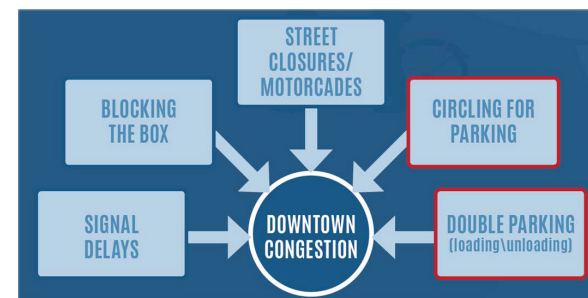 STREET
CLOSURES/
MOTORCADES
BLOCKING
THE BOX
CIRCLING FOR
PARKING
SIGNAL
DELAYS
DOWNTOWN
CONGESTION
DOUBLE PARKING
(loading\unloading)